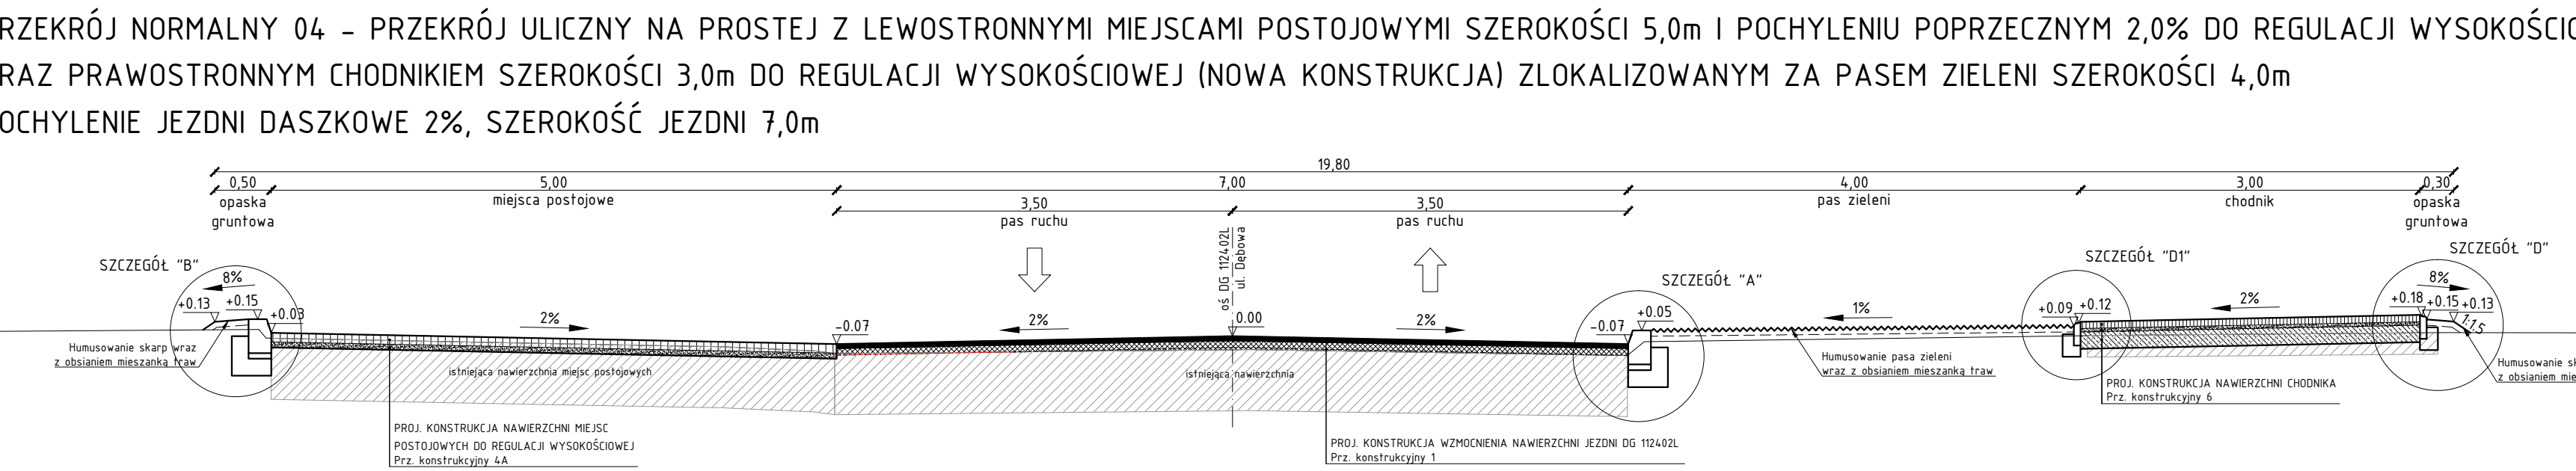 RZEKRÓJ NORMALNY 04 - PRZEKRÓJ ULICZNY NA PROSTEJ Z LEWOSTRONNYMI MIEJSCAMI POSTOJOWYMI SZEROKOŚCI 5,0m I POCHYLENIU POPRZECZNYM 2,0% DO REGULACJI WYSOKOŚCIO
RAZ PRAWOSTRONNYM CHODNIKIEM SZEROKOŚCI 3,0m DO REGULACJI WYSOKOŚCIOWEJ (NOWA KONSTRUKCJA) ZLOKALIZOWANYM ZA PASEM ZIELENI SZEROKOŚCI 4,0m
OCHYLENIE JEZDNI DASZKOWE 2%, SZEROKOŚĆ JEZDNI 7,0m
19,80
0,50 5,00 7,00 4,00 3,00 0,30
opaska gruntowa
miejsca postojowe
3,50 3,50
pas ruchu pas ruchu
pas zieleni
chodnik
opaska gruntowa
oś DG 112402L
ul. Dębowa
SZCZEGÓŁ "B"
8%
+0.13 +0.15 +0.03
2%
-0.07
2%
0.00
2%
-0.07
SZCZEGÓŁ "A"
+0.05
1%
SZCZEGÓŁ "D1"
+0.09 +0.12
2%
SZCZEGÓŁ "D"
8%
+0.18 +0.15 +0.13
1:1.5
Humusowanie skarp wraz
z obsianiem mieszanką traw
istniejąca nawierzchnia miejsc postojowych
istniejąca nawierzchnia
Humusowanie pasa zieleni
wraz z obsianiem mieszanką traw
Humusowanie sk
z obsianiem mie
PROJ. KONSTRUKCJA NAWIERZCHNI MIEJSC
POSTOJOWYCH DO REGULACJI WYSOKOŚCIOWEJ
Prz. konstrukcyjny 4A
PROJ. KONSTRUKCJA WZMOCNIENIA NAWIERZCHNI JEZDNI DG 112402L
Prz. konstrukcyjny 1
PROJ. KONSTRUKCJA NAWIERZCHNI CHODNIKA
Prz. konstrukcyjny 6